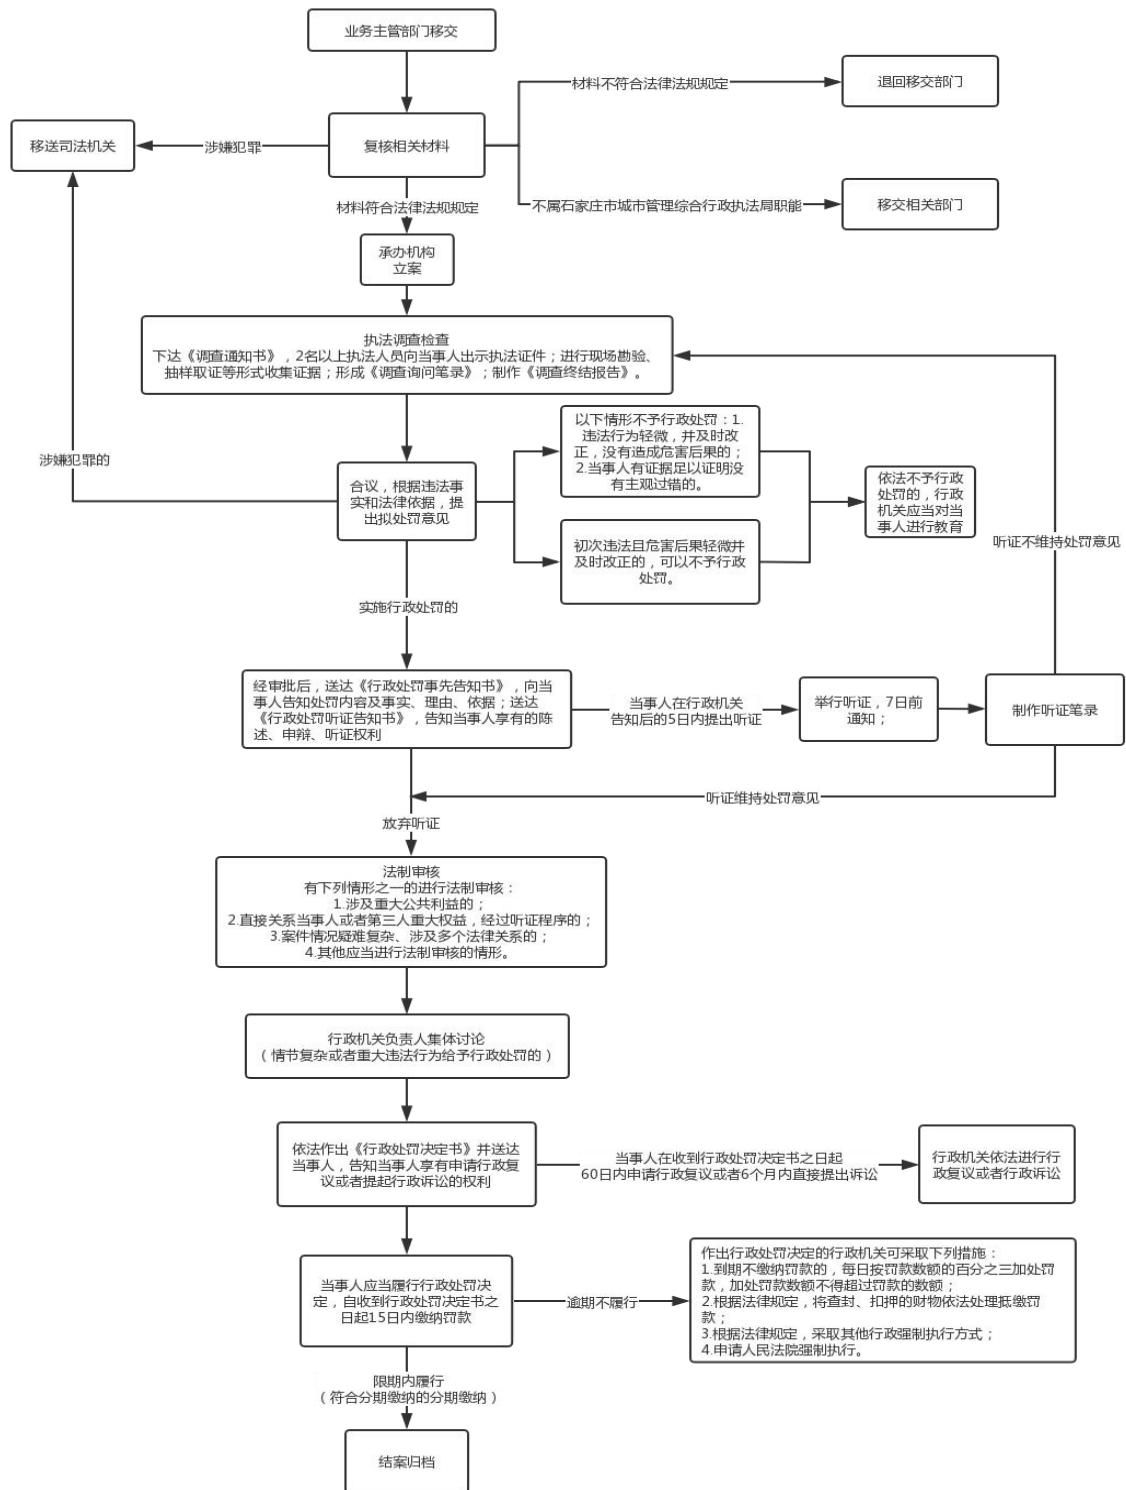 业务主管部门移交
材料不符合法律法规规定
退回移交部门
移送司法机关
涉嫌犯罪
复核相关材料
材料符合法律法规规定
不属石家庄市城市管理综合行政执法局职能
移交相关部门
承办机构
立案
执法调查检查
下达《调查通知书》，2名以上执法人员向当事人出示执法证件；进行现场勘验、
抽样取证等形式收集证据；形成《调查询问笔录》；制作《调查终结报告》。
涉嫌犯罪的
合议，根据违法事
实和法律依据，提
出拟处罚意见
以下情形不予行政处罚：1.
违法行为轻微，并及时改
正，没有造成危害后果的；
2.当事人有证据足以证明没
有主观过错的。
初次违法且危害后果轻微并
及时改正的，可以不予行政
处罚。
依法不予行政
处罚的，行政
机关应当对当
事人进行教育
听证不维持处罚意见
实施行政处罚的
经审批后，送达《行政处罚事先告知书》，向当
事人告知处罚内容及事实、理由、依据；送达
《行政处罚听证告知书》，告知当事人享有的陈
述、申辩、听证权利
当事人在行政机关
告知后的5日内提出听证
举行听证，7日前
通知；
制作听证笔录
听证维持处罚意见
放弃听证
法制审核
有下列情形之一的进行法制审核：
1.涉及重大公共利益的；
2.直接关系当事人或者第三人重大权益，经过听证程序的；
3.案件情况疑难复杂、涉及多个法律关系的；
4.其他应当进行法制审核的情形。
行政机关负责人集体讨论
（情节复杂或者重大违法行为给予行政处罚的）
依法作出《行政处罚决定书》并送达
当事人，告知当事人享有申请行政复
议或者提起行政诉讼的权利
当事人在收到行政处罚决定书之日起
60日内申请行政复议或者6个月内直接提出诉讼
行政机关依法进行行
政复议或者行政诉讼
当事人应当履行行政处罚决
定，自收到行政处罚决定书之
日起15日内缴纳罚款
逾期不履行
作出行政处罚决定的行政机关可采取下列措施：
1.到期不缴纳罚款的，每日按罚款数额的百分之三加处罚
款，加处罚款数额不得超过罚款的数额；
2.根据法律规定，将查封、扣押的财物依法处理抵缴罚
款；
3.根据法律规定，采取其他行政强制执行方式；
4.申请人民法院强制执行。
限期内履行
（符合分期缴纳的分期缴纳）
结案归档